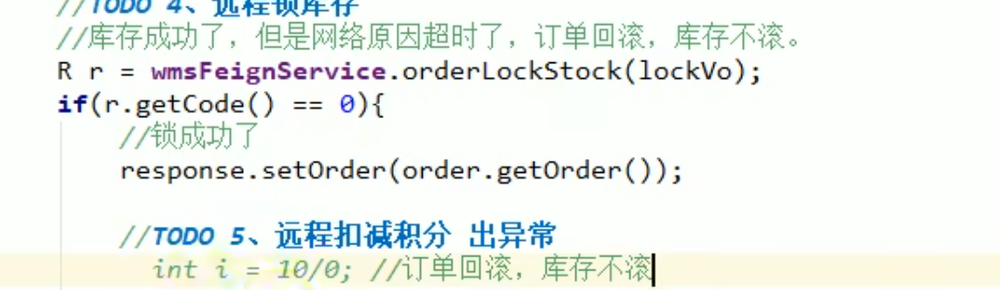 //TODO 4、远程锁库存
//库存成功了，但是网络原因超时了，订单回滚，库存不滚。
R r = wmsFeignService.orderLockStock(lockVo);
if(r.getCode() == 0){
//锁成功了
response.setOrder(order.getOrder());
//TODO 5、远程扣减积分 出异常
int i = 10/0; //订单回滚，库存不滚